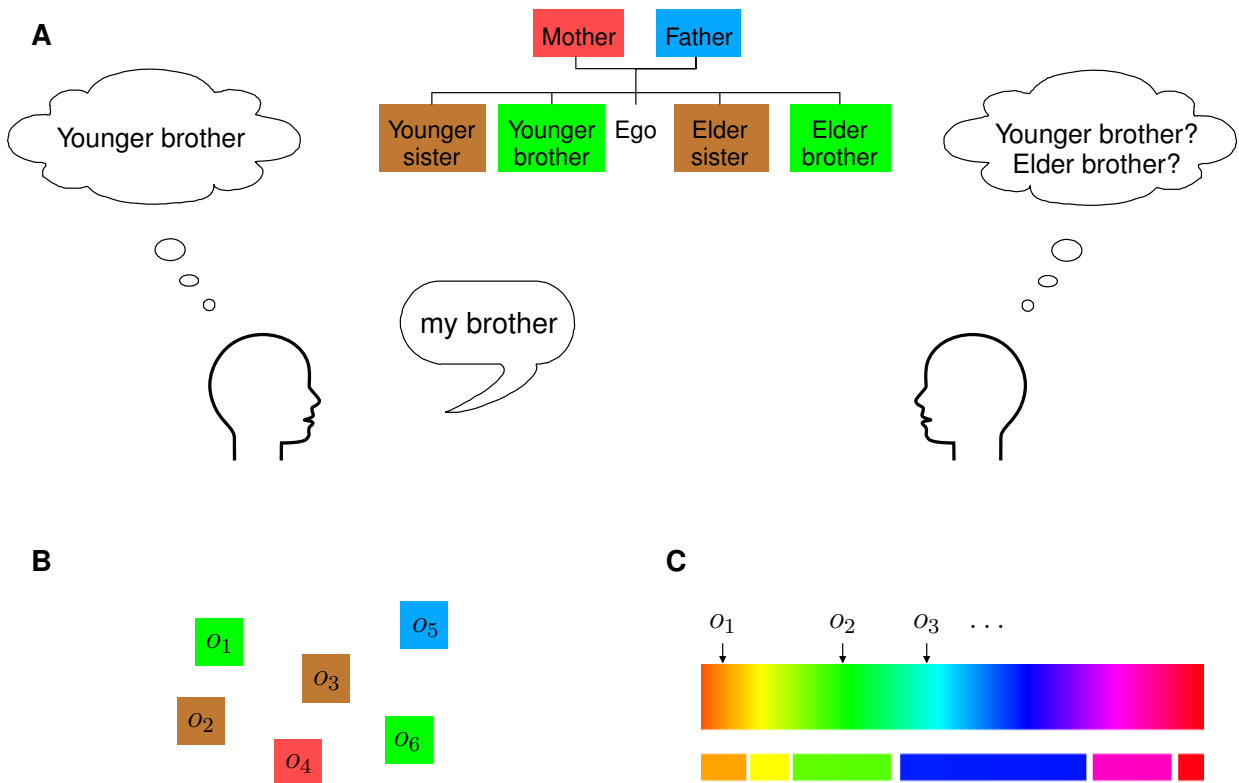 A
Mother
Father
Younger sister
Younger brother
Ego
Elder sister
Elder brother
Younger brother
Younger brother?
Elder brother?
my brother
B
o1
o2
o3
o4
o5
o6
C
o1 o2 o3 ...